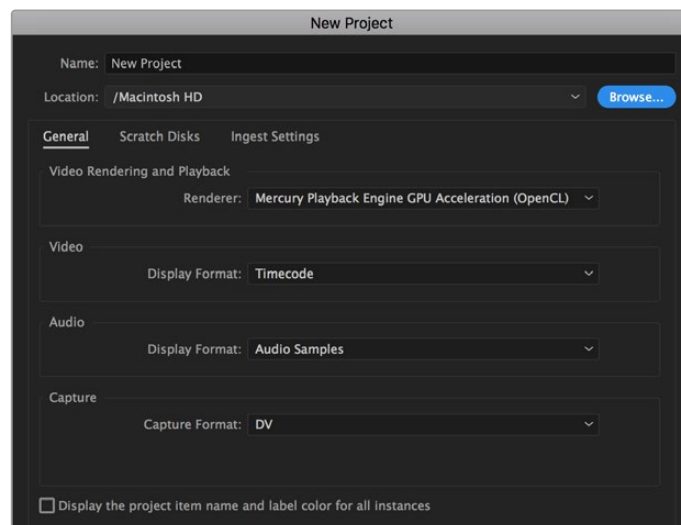 New Project
Name: New Project
Location: /Macintosh HD Browse...
General Scratch Disks Ingest Settings
Video Rendering and Playback
Renderer: Mercury Playback Engine GPU Acceleration (OpenCL)
Video
Display Format: Timecode
Audio
Display Format: Audio Samples
Capture
Capture Format: DV
Display the project item name and label color for all instances